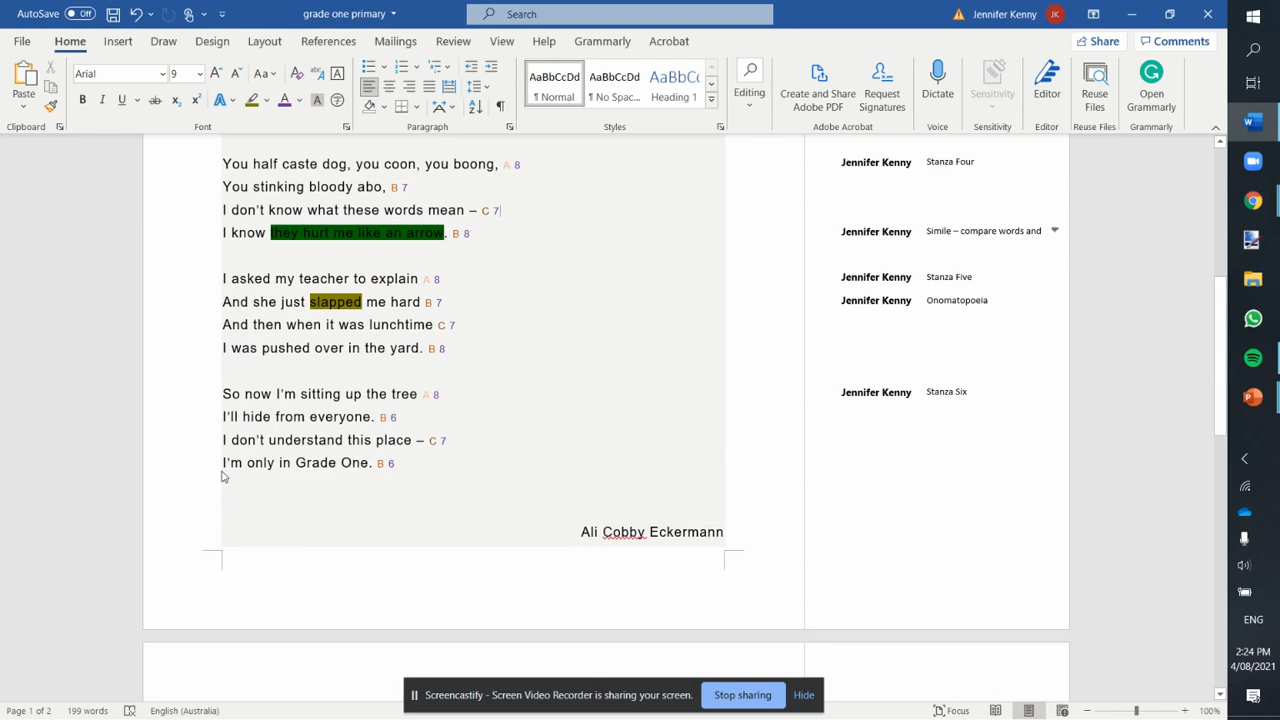 AutoSave Off
grade one primary
Search
Jennifer Kenny JK
File Home Insert Draw Design Layout References Mailings Review View Help Grammarly Acrobat
Share Comments
Paste
Clipboard
Arial 9
Font
Paragraph
AaBbCcDd AaBbCcDd AaBbC
¶ Normal ¶ No Spac... Heading 1
Styles
Editing
Create and Share Adobe PDF
Request Signatures
Adobe Acrobat
Dictate
Voice
Sensitivity
Sensitivity
Editor
Editor
Reuse Files
Reuse Files
Open Grammarly
Grammarly
You half caste dog, you coon, you boong, A 8
You stinking bloody abo, B 7
I don't know what these words mean – C 7
I know they hurt me like an arrow. B 8
I asked my teacher to explain A 8
And she just slapped me hard B 7
And then when it was lunchtime C 7
I was pushed over in the yard. B 8
So now I'm sitting up the tree A 8
I'll hide from everyone. B 6
I don't understand this place – C 7
I'm only in Grade One. B 6
Ali Cobby Eckermann
Jennifer Kenny Stanza Four
Jennifer Kenny Simile – compare words and
Jennifer Kenny Stanza Five
Jennifer Kenny Onomatopoeia
Jennifer Kenny Stanza Six
Screencastify - Screen Video Recorder is sharing your screen. Stop sharing Hide
Page 1 of 2 199 words English (Australia) Focus 100%
ENG
2:24 PM
4/08/2021